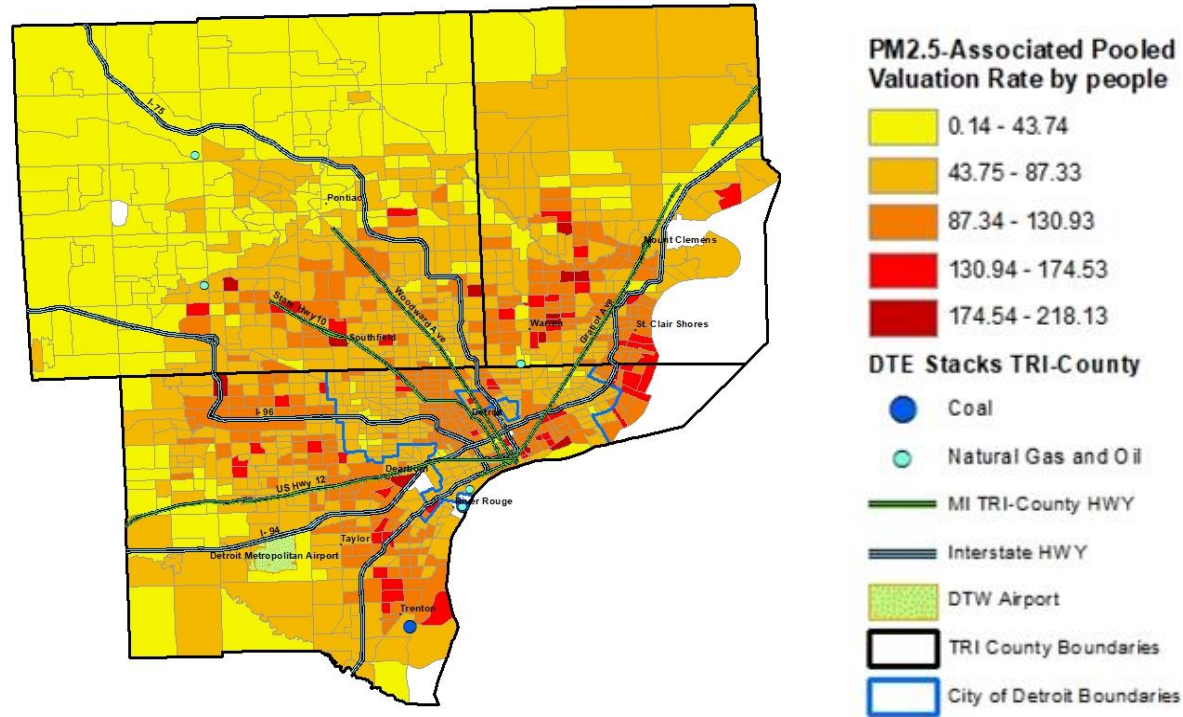 I-75
Pontiac
Mount Clemens
State Hwy 10
Woodward Ave
Gratiot Ave
Warren
St. Clair Shores
Southfield
I-96
Detroit
Dearborn
US Hwy 12
River Rouge
I-94
Taylor
Detroit Metropolitan Airport
Trenton
PM2.5-Associated Pooled
Valuation Rate by people
0.14 - 43.74
43.75 - 87.33
87.34 - 130.93
130.94 - 174.53
174.54 - 218.13
DTE Stacks TRI-County
Coal
Natural Gas and Oil
MI TRI-County HWY
Interstate HWY
DTW Airport
TRI County Boundaries
City of Detroit Boundaries